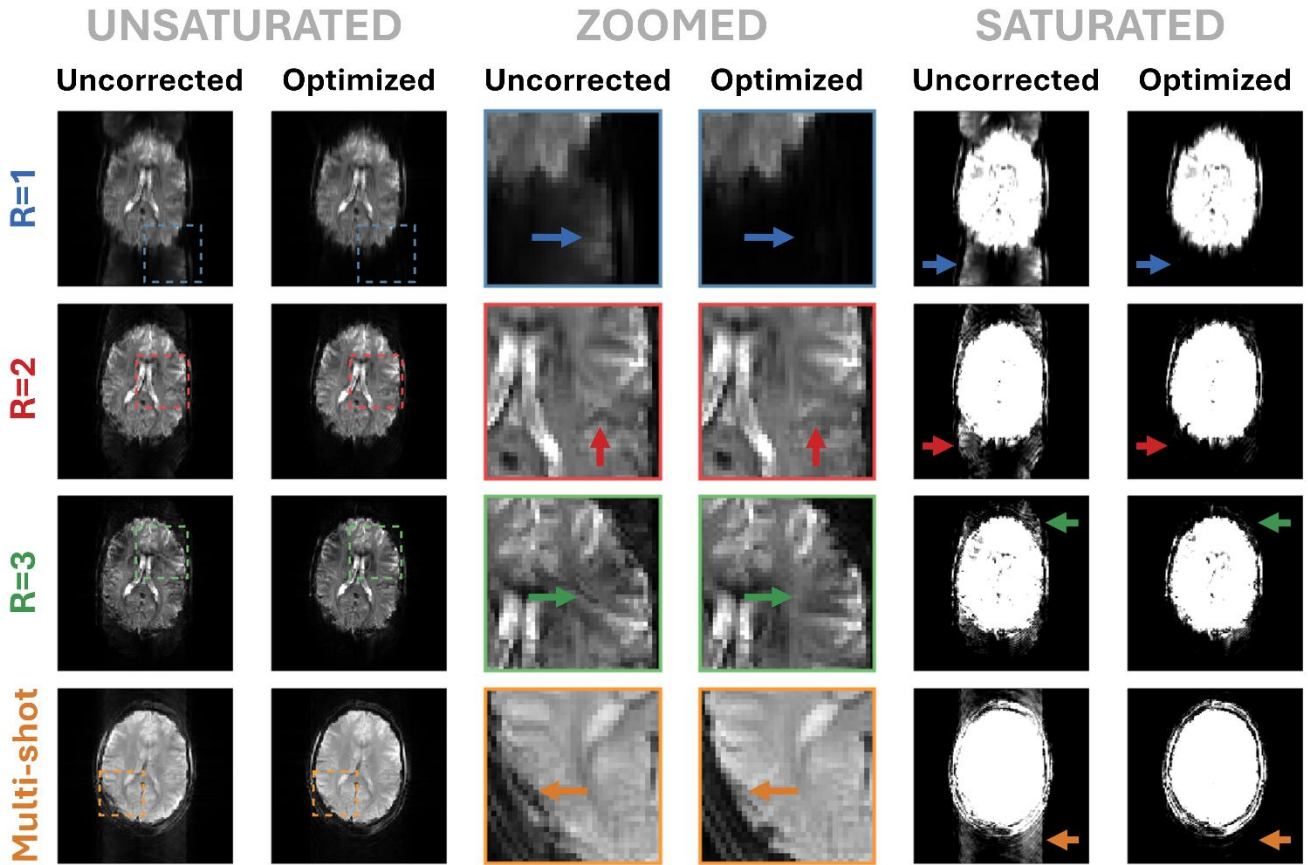 UNSATURATED ZOOMED SATURATED
Uncorrected Optimized Uncorrected Optimized Uncorrected Optimized
R=1
R=2
R=3
Multi-shot